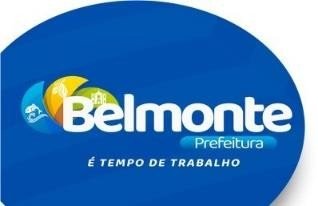 Belmonte
Prefeitura
É TEMPO DE TRABALHO